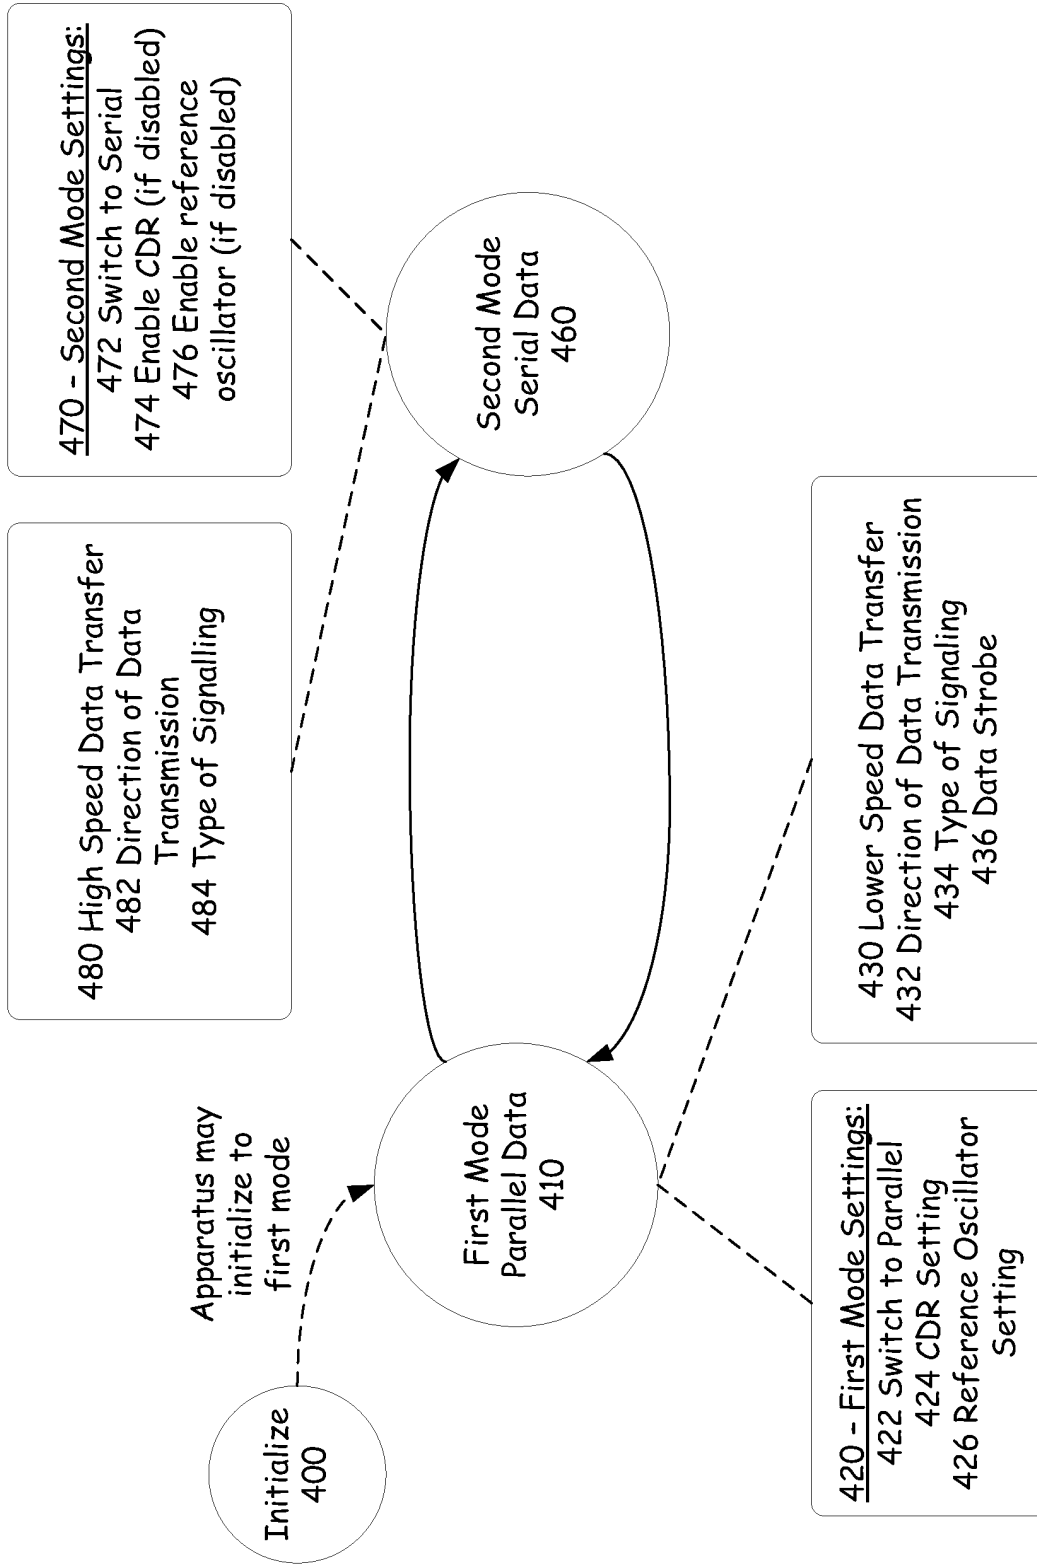 Initialize
400
Apparatus may
initialize to
first mode
First Mode
Parallel Data
410
420 - First Mode Settings:
422 Switch to Parallel
424 CDR Setting
426 Reference Oscillator
Setting
430 Lower Speed Data Transfer
432 Direction of Data Transmission
434 Type of Signaling
436 Data Strobe
480 High Speed Data Transfer
482 Direction of Data
Transmission
484 Type of Signalling
470 - Second Mode Settings:
472 Switch to Serial
474 Enable CDR (if disabled)
476 Enable reference
oscillator (if disabled)
Second Mode
Serial Data
460